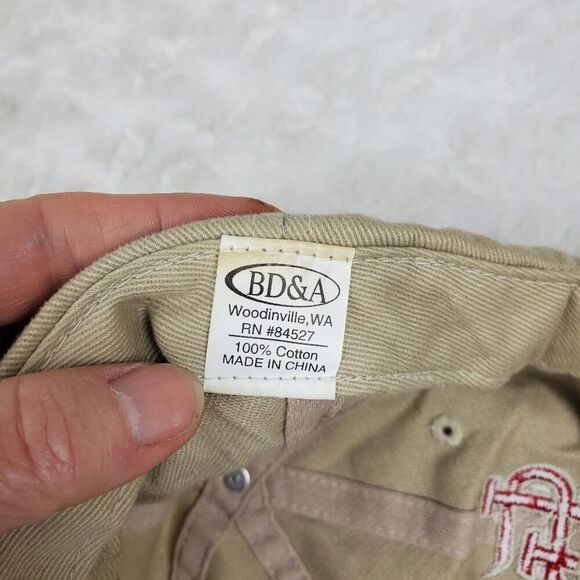 BD&A
Woodinville,WA
RN #84527
100% Cotton
MADE IN CHINA